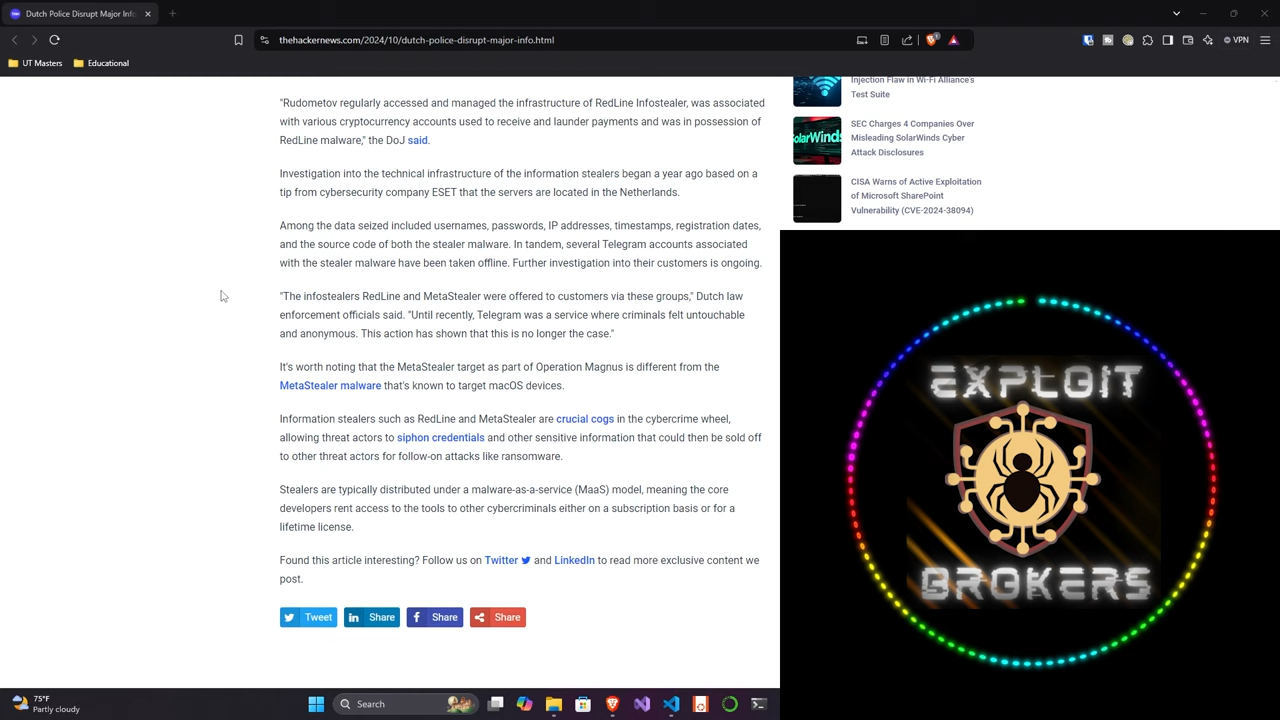 Dutch Police Disrupt Major Info
thehackernews.com/2024/10/dutch-police-disrupt-major-info.html
VPN
UT Masters
Educational
"Rudometov regularly accessed and managed the infrastructure of RedLine Infostealer, was associated
with various cryptocurrency accounts used to receive and launder payments and was in possession of
RedLine malware," the DoJ said.
Investigation into the technical infrastructure of the information stealers began a year ago based on a
tip from cybersecurity company ESET that the servers are located in the Netherlands.
Among the data seized included usernames, passwords, IP addresses, timestamps, registration dates,
and the source code of both the stealer malware. In tandem, several Telegram accounts associated
with the stealer malware have been taken offline. Further investigation into their customers is ongoing.
"The infostealers RedLine and MetaStealer were offered to customers via these groups," Dutch law
enforcement officials said. "Until recently, Telegram was a service where criminals felt untouchable
and anonymous. This action has shown that this is no longer the case."
It's worth noting that the MetaStealer target as part of Operation Magnus is different from the
MetaStealer malware that's known to target macOS devices.
Information stealers such as RedLine and MetaStealer are crucial cogs in the cybercrime wheel,
allowing threat actors to siphon credentials and other sensitive information that could then be sold off
to other threat actors for follow-on attacks like ransomware.
Stealers are typically distributed under a malware-as-a-service (MaaS) model, meaning the core
developers rent access to the tools to other cybercriminals either on a subscription basis or for a
lifetime license.
Found this article interesting? Follow us on Twitter and LinkedIn to read more exclusive content we
post.
Tweet
Share
Share
Share
Injection Flaw in Wi-Fi Alliance's
Test Suite
SolarWinds
SEC Charges 4 Companies Over
Misleading SolarWinds Cyber
Attack Disclosures
CISA Warns of Active Exploitation
of Microsoft SharePoint
Vulnerability (CVE-2024-38094)
EXPLOIT
BROKERS
75°F
Partly cloudy
Search